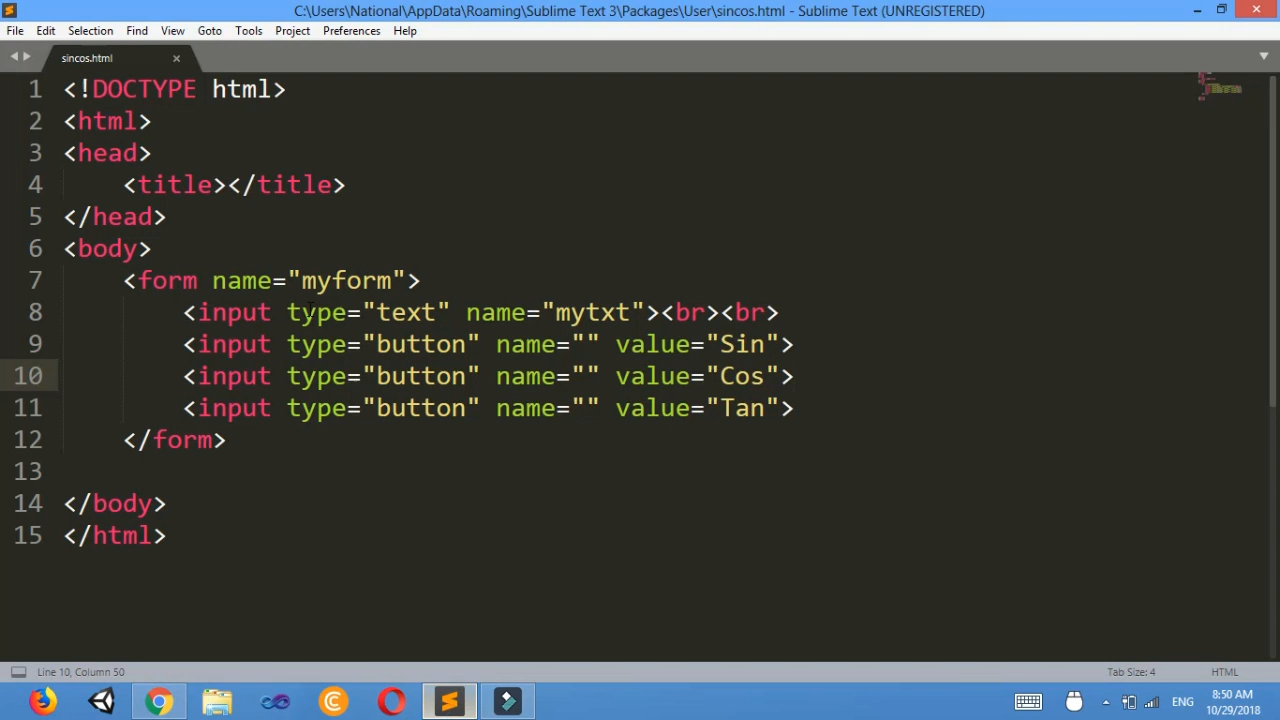 C:\Users\National\AppData\Roaming\Sublime Text 3\Packages\User\sincos.html - Sublime Text (UNREGISTERED)
File Edit Selection Find View Goto Tools Project Preferences Help
sincos.html
1 <!DOCTYPE html>
2 <html>
3 <head>
4 <title></title>
5 </head>
6 <body>
7 <form name="myform">
8 <input type="text" name="mytxt"><br><br>
9 <input type="button" name="" value="Sin">
10 <input type="button" name="" value="Cos">
11 <input type="button" name="" value="Tan">
12 </form>
13
14 </body>
15 </html>
Line 10, Column 50 Tab Size: 4 HTML
ENG 8:50 AM
10/29/2018